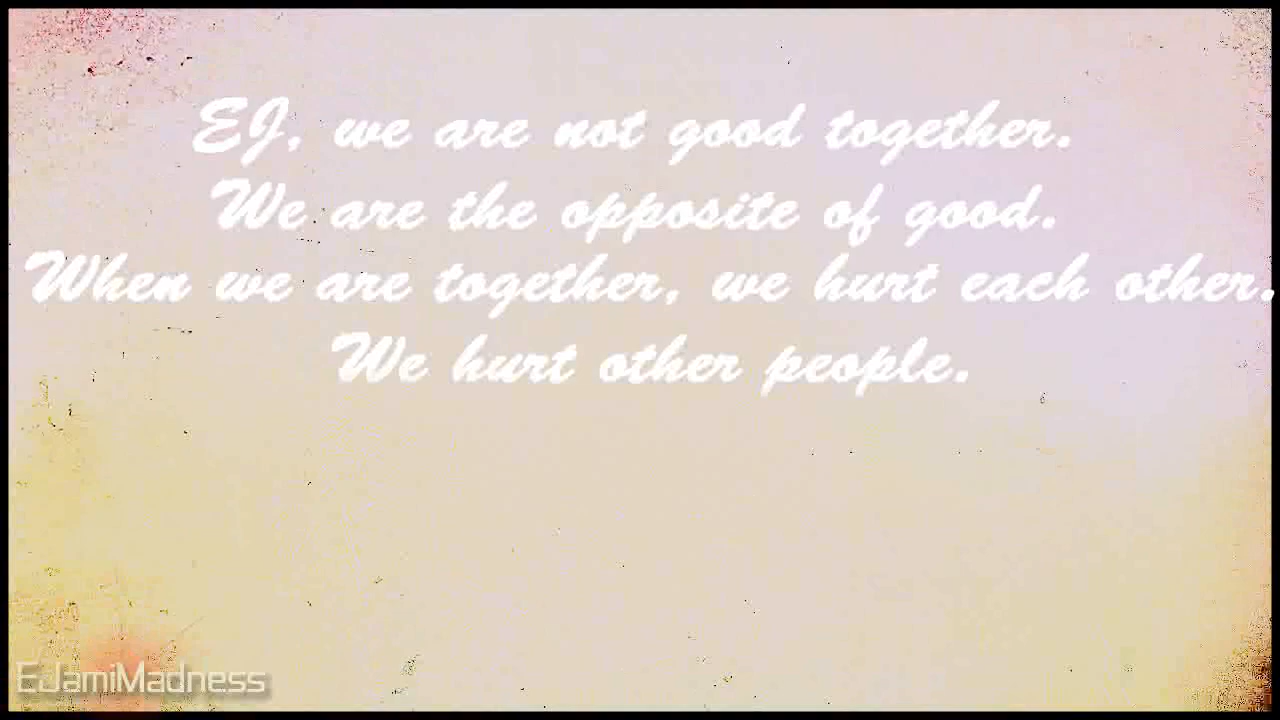 EJ, we are not good together.
We are the opposite of good.
When we are together, we hurt each other.
We hurt other people.
EJamiMadness